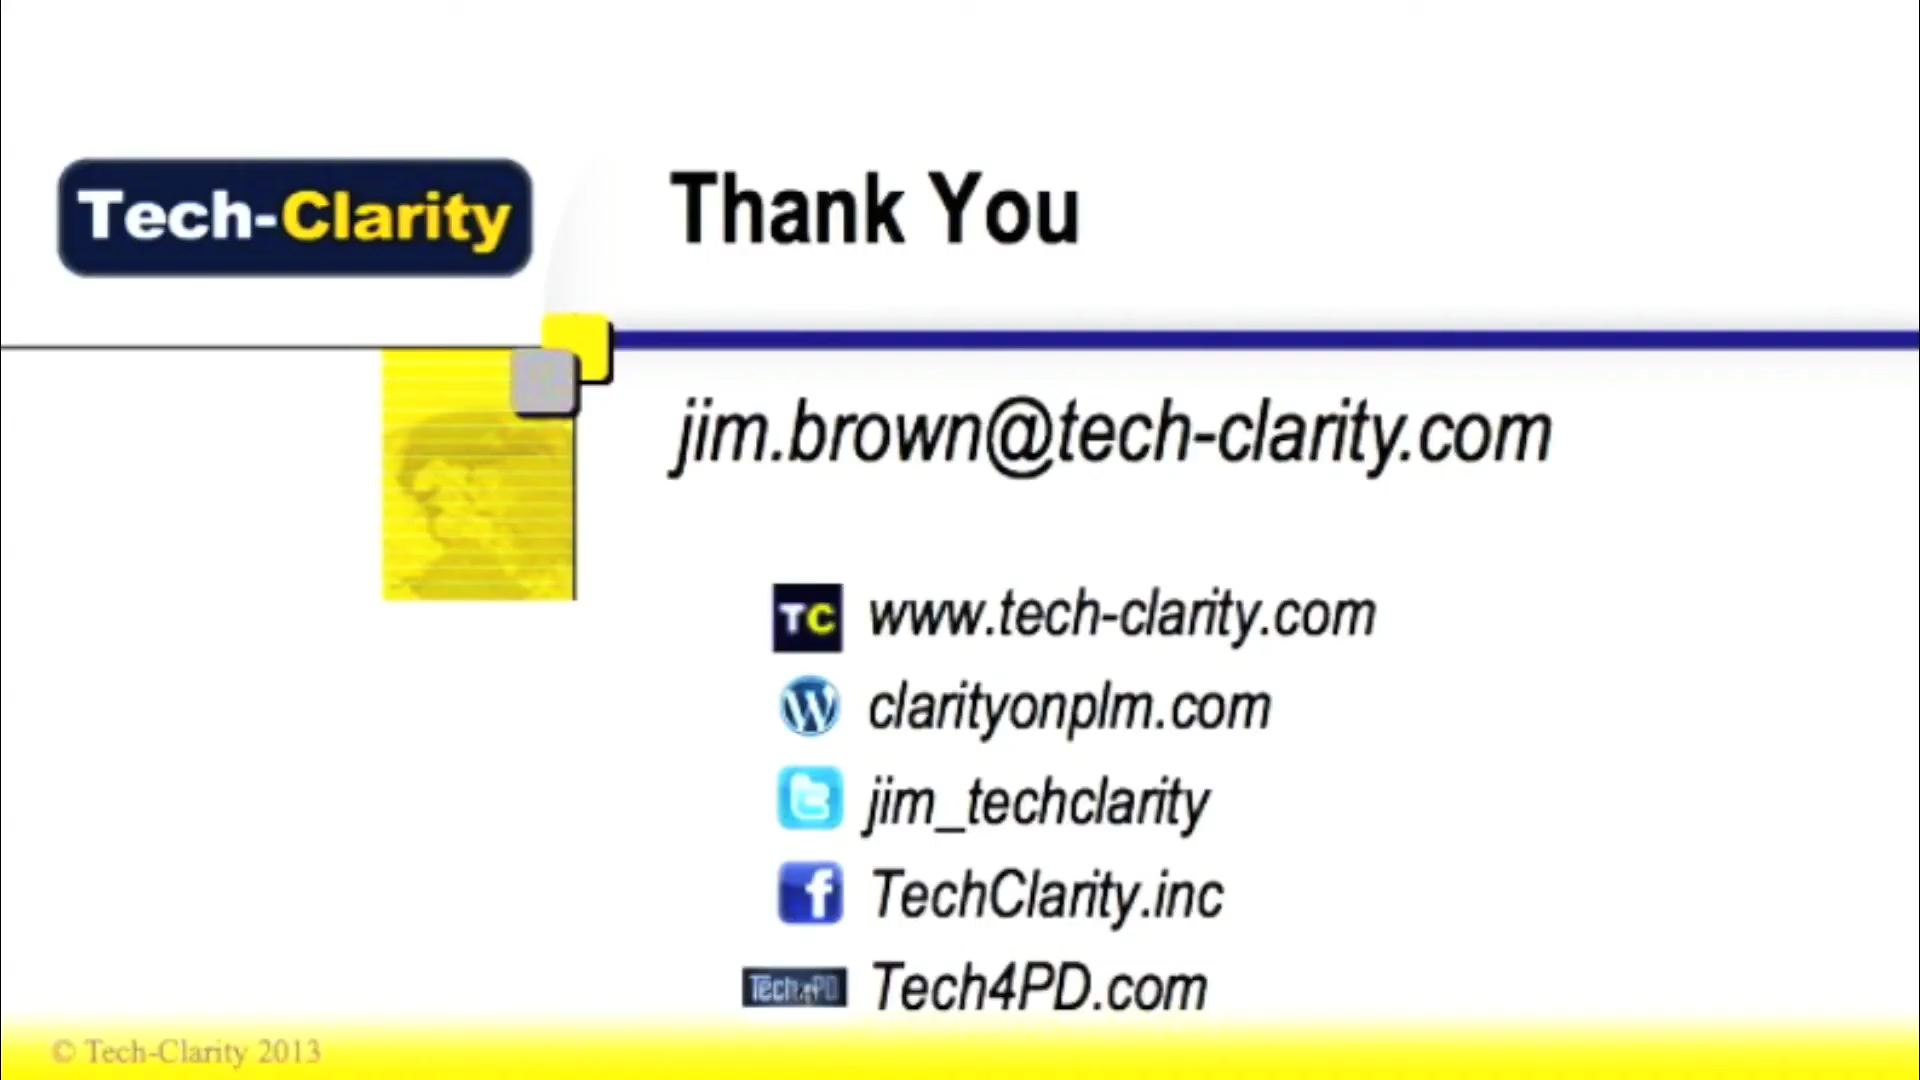 Tech-Clarity
Thank You
jim.brown@tech-clarity.com
TC www.tech-clarity.com
clarityonplm.com
jim_techclarity
f TechClarity.inc
Tech4PD Tech4PD.com
© Tech-Clarity 2013